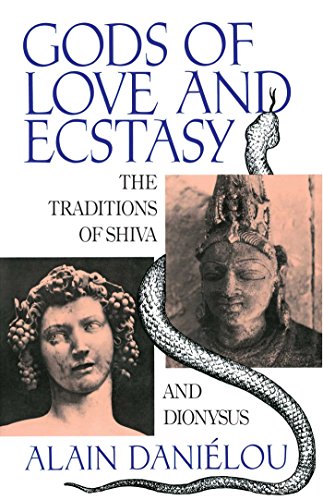 GODS OF
LOVE AND
ECSTASY
THE
TRADITIONS
OF SHIVA
AND
DIONYSUS
ALAIN DANIÉLOU